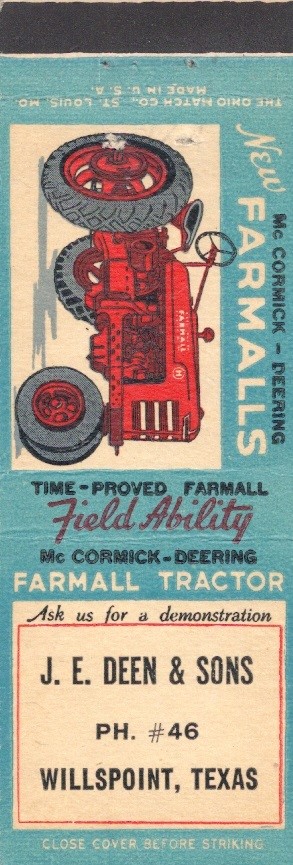 THE OHIO MATCH CO., ST. LOUIS, MO.
MADE IN U.S.A.
New
Mc CORMICK - DEERING
FARMALLS
FARMALL
H
TIME-PROVED FARMALL
Field Ability
Mc CORMICK-DEERING
FARMALL TRACTOR
Ask us for a demonstration
J. E. DEEN & SONS
PH. #46
WILLSPOINT, TEXAS
CLOSE COVER BEFORE STRIKING